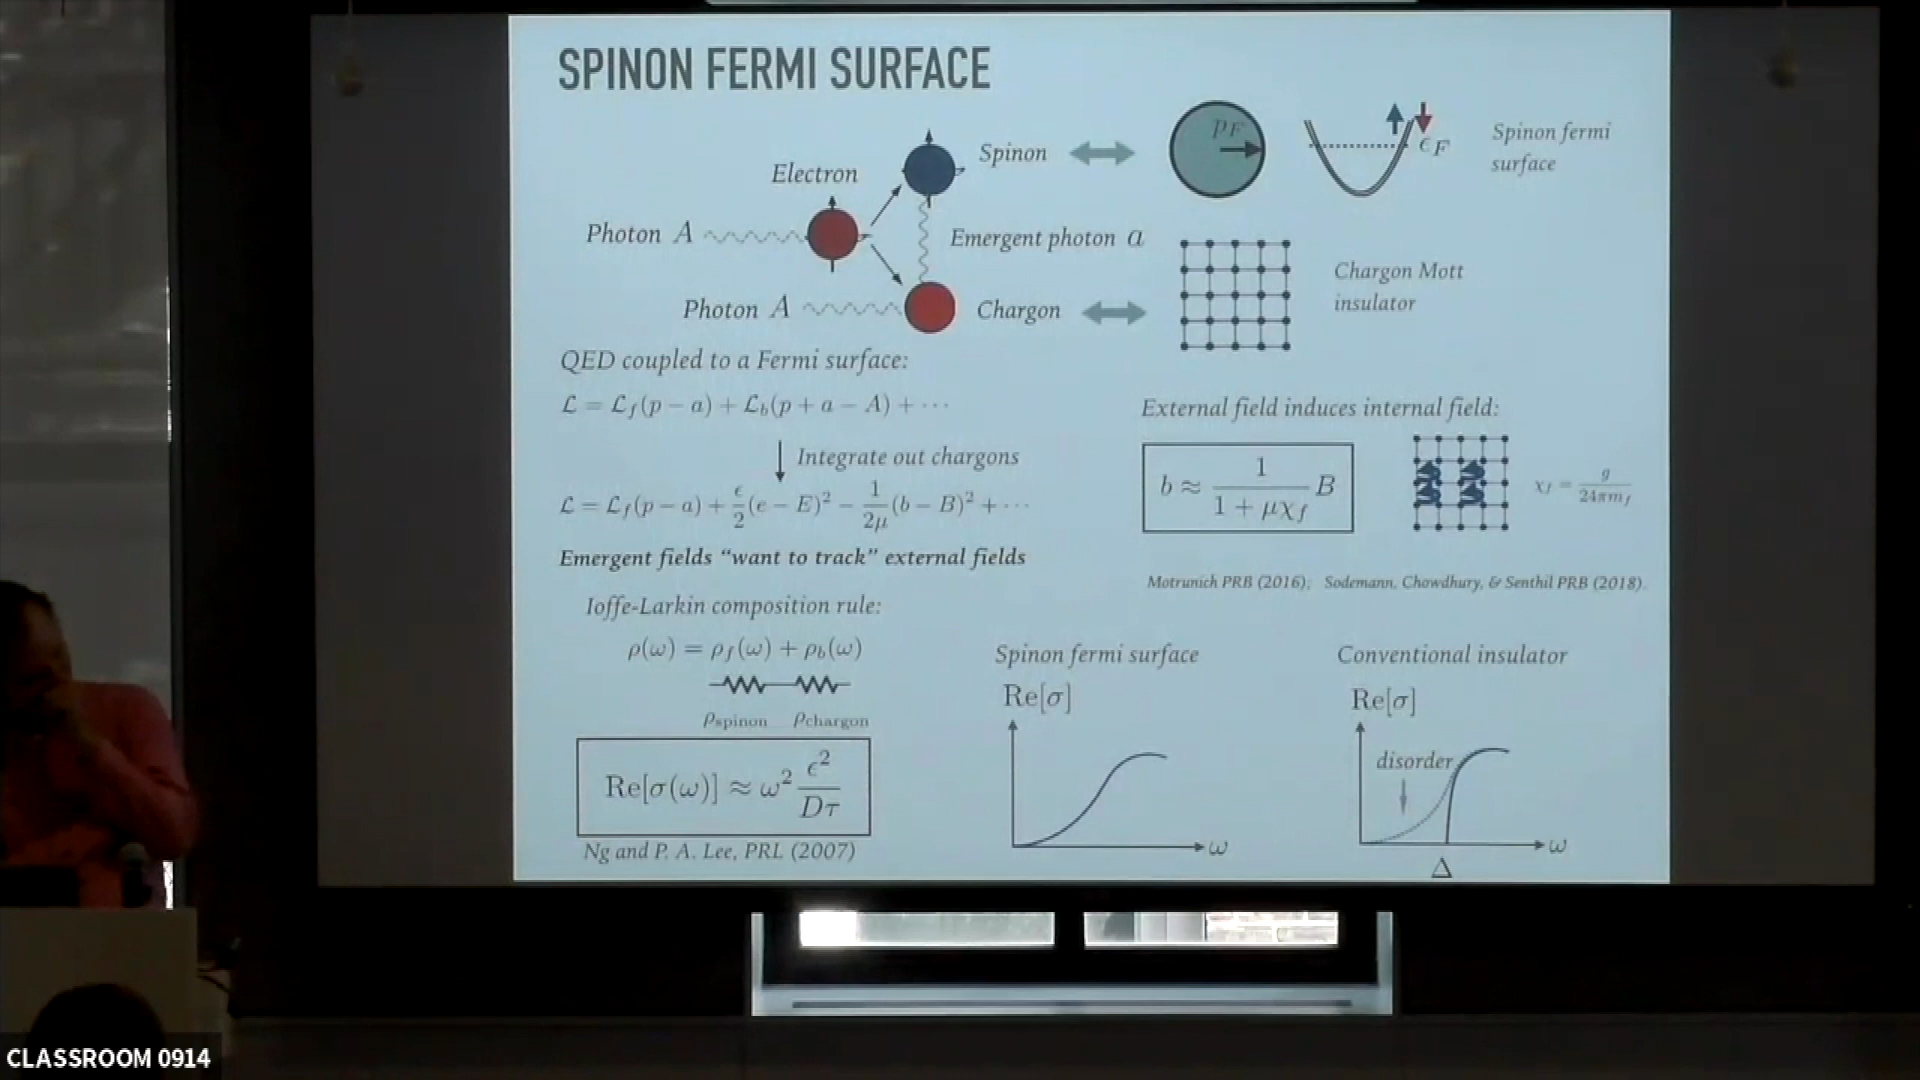 SPINON FERMI SURFACE
Electron
Spinon
p_F
ϵ_F
Spinon fermi
surface
Photon A
Emergent photon a
Photon A
Chargon
Chargon Mott
insulator
QED coupled to a Fermi surface:
ℒ = ℒ_f(p − a) + ℒ_b(p + a − A) + ⋯
Integrate out chargons
ℒ = ℒ_f(p − a) + ϵ/2 (e − E)² − 1/2μ (b − B)² + ⋯
Emergent fields “want to track” external fields
External field induces internal field:
b ≈ 1/(1 + μχ_f) B
χ_f = g/(24πm_f)
Motrunich PRB (2016); Sodemann, Chowdhury, & Senthil PRB (2018).
Ioffe-Larkin composition rule:
ρ(ω) = ρ_f(ω) + ρ_b(ω)
ρ_spinon ρ_chargon
Re[σ(ω)] ≈ ω² ϵ²/(Dτ)
Ng and P. A. Lee, PRL (2007)
Spinon fermi surface
Re[σ]
ω
Conventional insulator
Re[σ]
disorder
ω
Δ
CLASSROOM 0914